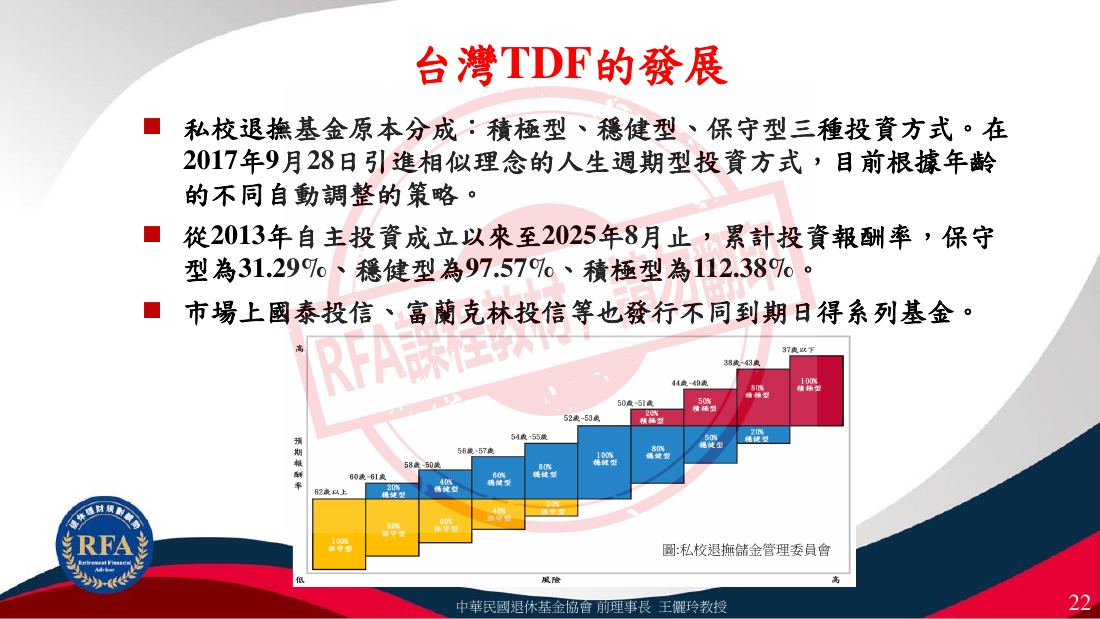 台灣TDF的發展
私校退撫基金原本分成：積極型、穩健型、保守型三種投資方式。在
2017年9月28日引進相似理念的人生週期型投資方式，目前根據年齡
的不同自動調整的策略。
從2013年自主投資成立以來至2025年8月止，累計投資報酬率，保守
型為31.29%、穩健型為97.57%、積極型為112.38%。
市場上國泰投信、富蘭克林投信等也發行不同到期日得系列基金。
RFA課程教材 請勿翻印
高
預期報酬率
低
風險
高
62歲以上
100%
保守型
60歲~61歲
20%
穩健型
80%
保守型
58歲~59歲
40%
穩健型
60%
保守型
56歲~57歲
60%
穩健型
40%
保守型
54歲~55歲
80%
穩健型
20%
保守型
52歲~53歲
100%
穩健型
50歲~51歲
20%
積極型
80%
穩健型
44歲~49歲
50%
積極型
50%
穩健型
38歲~43歲
80%
積極型
20%
穩健型
37歲以下
100%
積極型
圖:私校退撫儲金管理委員會
退休理財規劃顧問
RFA
Retirement Financial
Advisor
中華民國退休基金協會 前理事長 王儷玲教授
22